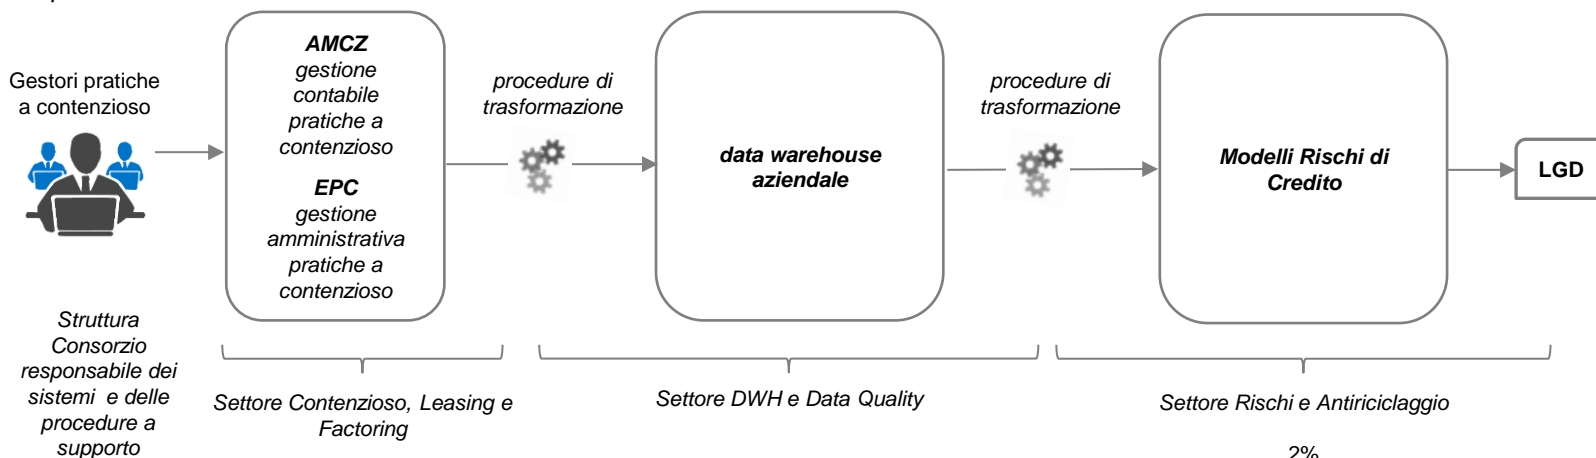 Gestori pratiche
a contenzioso
AMCZ
gestione
contabile
pratiche a
contenzioso
EPC
gestione
amministrativa
pratiche a
contenzioso
procedure di
trasformazione
data warehouse
aziendale
procedure di
trasformazione
Modelli Rischi di
Credito
LGD
Struttura
Consorzio
responsabile dei
sistemi e delle
procedure a
supporto
Settore Contenzioso, Leasing e
Factoring
Settore DWH e Data Quality
Settore Rischi e Antiriciclaggio
2%